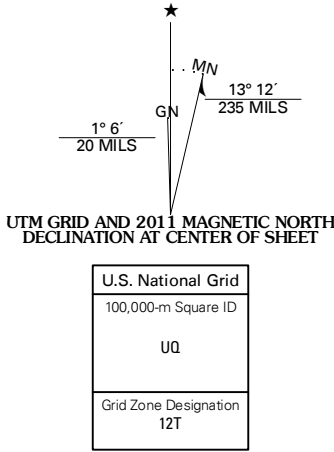 ★
MN
GN
13° 12´
235 MILS
1° 6´
20 MILS
UTM GRID AND 2011 MAGNETIC NORTH
DECLINATION AT CENTER OF SHEET
U.S. National Grid
100,000-m Square ID
UQ
Grid Zone Designation
12T